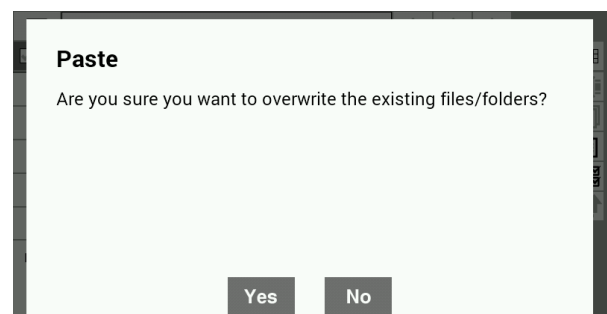 Paste
Are you sure you want to overwrite the existing files/folders?
Yes
No